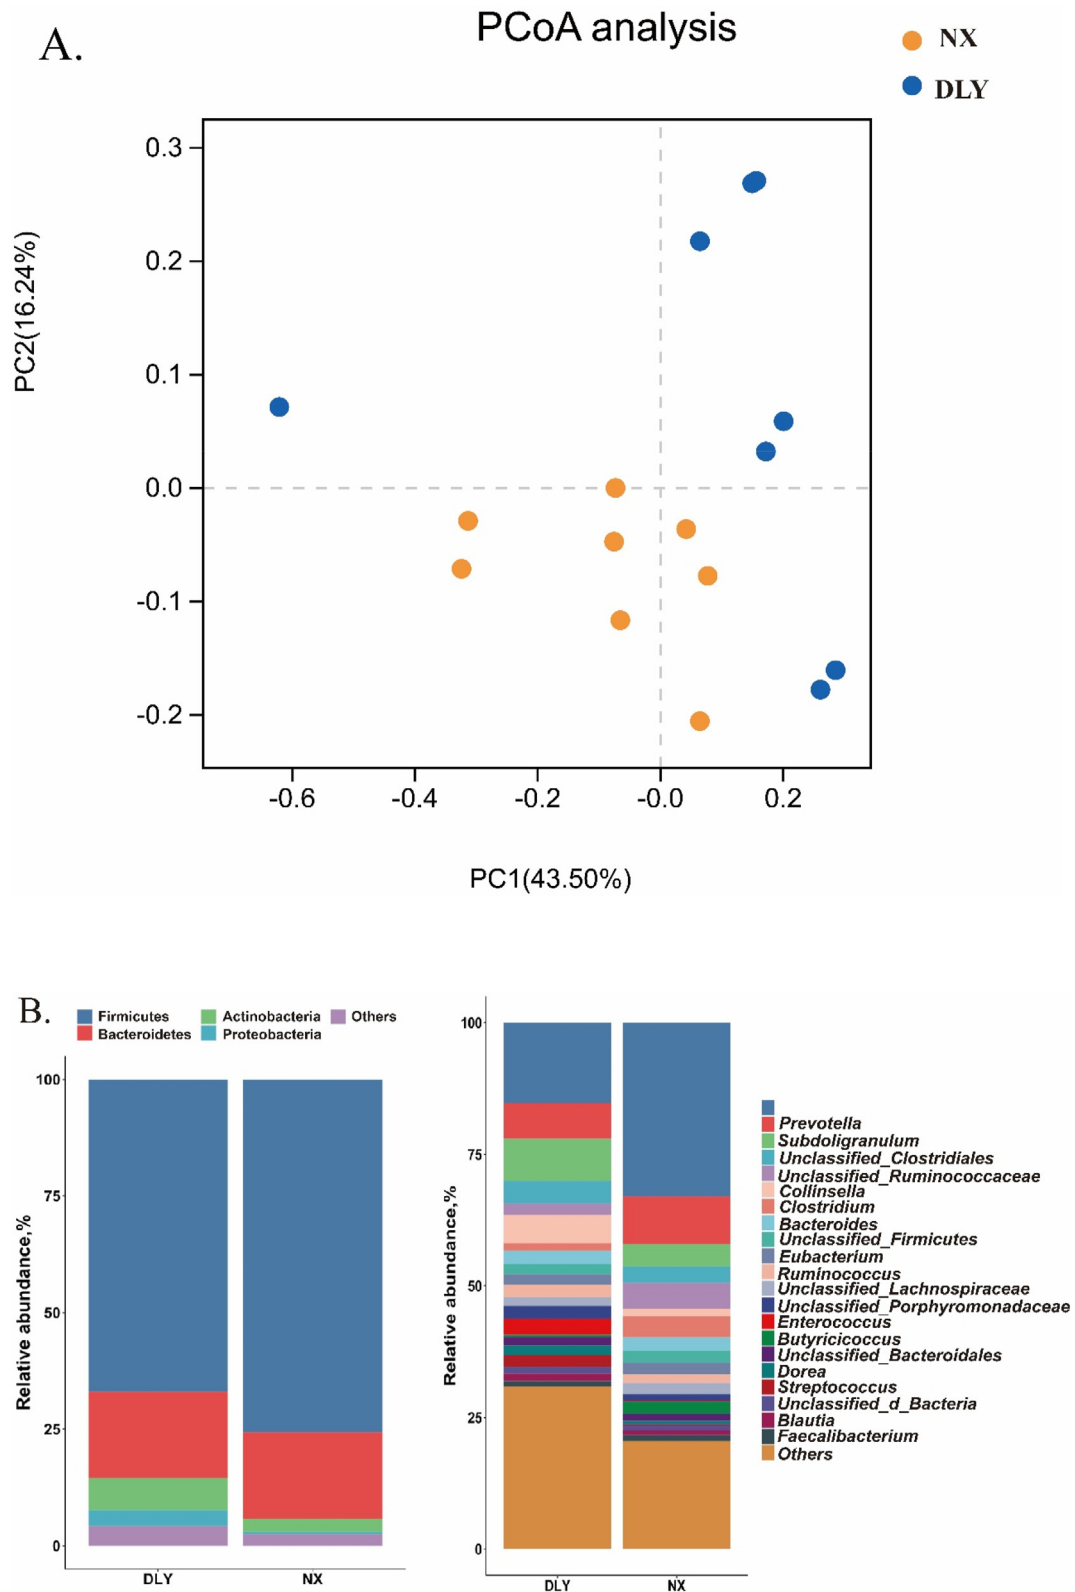 A.
PCoA analysis
NX
DLY
0.3
0.2
0.1
0.0
-0.1
-0.2
PC2(16.24%)
-0.6
-0.4
-0.2
-0.0
0.2
PC1(43.50%)
B.
Firmicutes
Actinobacteria
Others
Bacteroidetes
Proteobacteria
100
75
50
25
0
Relative abundance,%
DLY
NX
100
75
50
25
0
Relative abundance,%
DLY
NX
Prevotella
Subdoligranulum
Unclassified_Clostridiales
Unclassified_Ruminococcaceae
Collinsella
Clostridium
Bacteroides
Unclassified_Firmicutes
Eubacterium
Ruminococcus
Unclassified_Lachnospiraceae
Unclassified_Porphyromonadaceae
Enterococcus
Butyricicoccus
Unclassified_Bacteroidales
Dorea
Streptococcus
Unclassified_d_Bacteria
Blautia
Faecalibacterium
Others